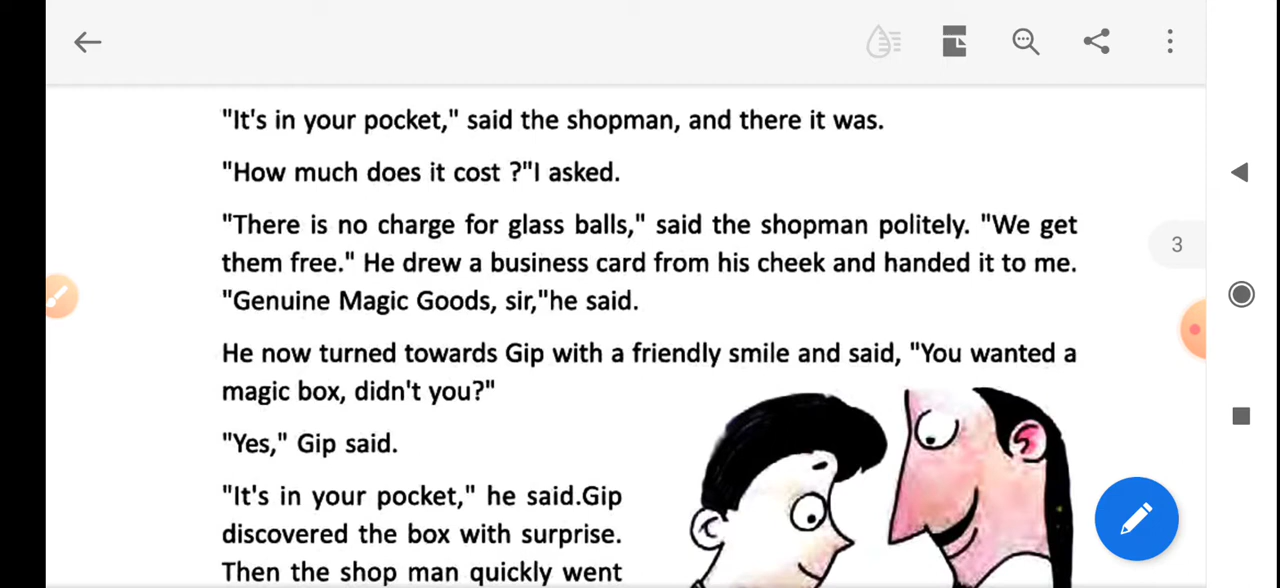 "It's in your pocket," said the shopman, and there it was.
"How much does it cost ?"I asked.
"There is no charge for glass balls," said the shopman politely. "We get
them free." He drew a business card from his cheek and handed it to me.
"Genuine Magic Goods, sir,"he said.
3
He now turned towards Gip with a friendly smile and said, "You wanted a
magic box, didn't you?"
"Yes," Gip said.
"It's in your pocket," he said.Gip
discovered the box with surprise.
Then the shop man quickly went